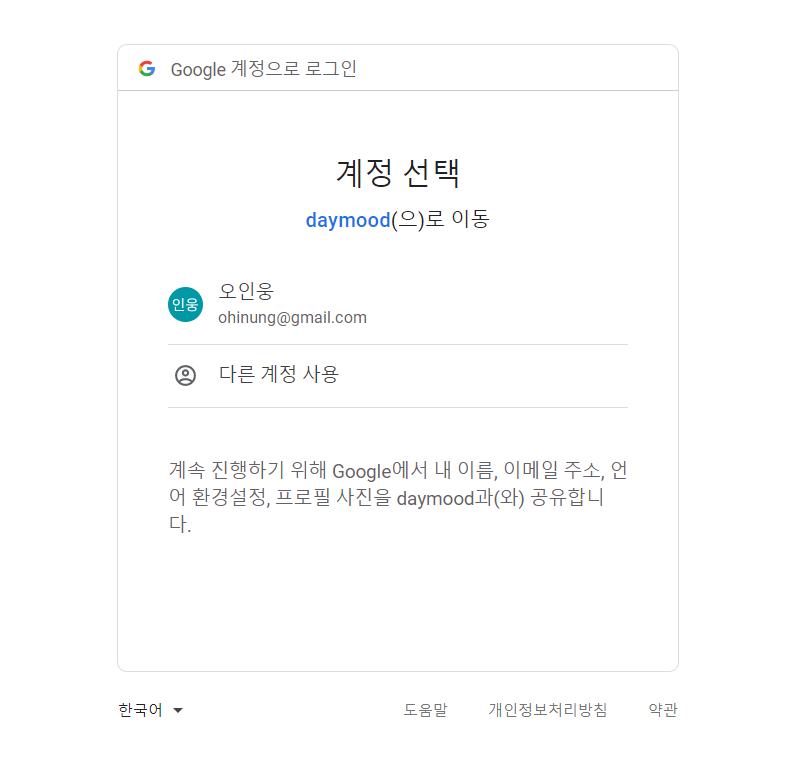 Google 계정으로 로그인
계정 선택
daymood(으)로 이동
인웅
오인웅
ohinung@gmail.com
다른 계정 사용
계속 진행하기 위해 Google에서 내 이름, 이메일 주소, 언
어 환경설정, 프로필 사진을 daymood과(와) 공유합니
다.
한국어
도움말 개인정보처리방침 약관